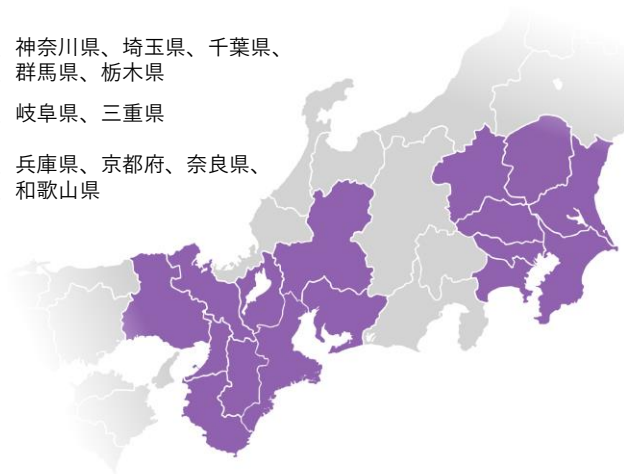 神奈川県、埼玉県、千葉県、
群馬県、栃木県
岐阜県、三重県
兵庫県、京都府、奈良県、
和歌山県